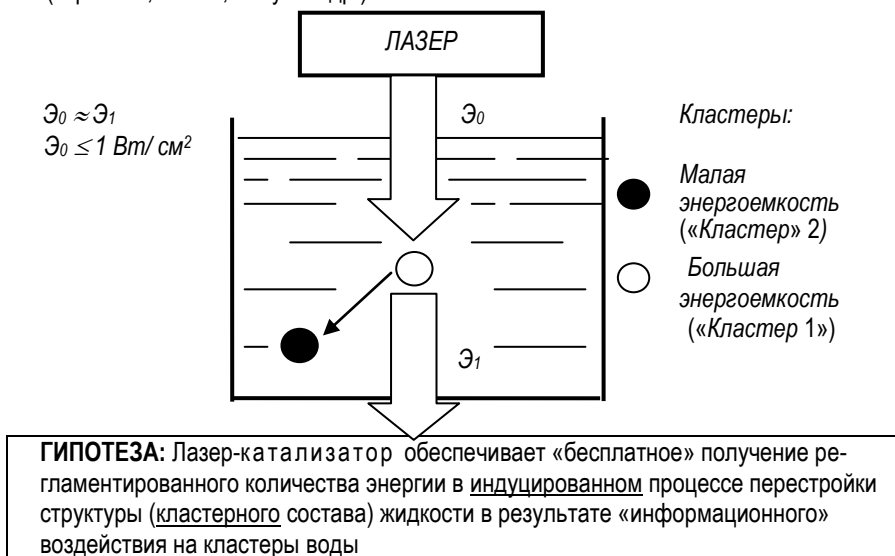 ЛАЗЕР
Э0 ≈ Э1
Э0 ≤ 1 Вт/ см2
Э0
Кластеры:
Малая
энергоемкость
(«Кластер» 2)
Большая
энергоемкость
(«Кластер 1»)
Э1
ГИПОТЕЗА: Лазер-катализатор обеспечивает «бесплатное» получение ре-
гламентированного количества энергии в индуцированном процессе перестройки
структуры (кластерного состава) жидкости в результате «информационного»
воздействия на кластеры воды